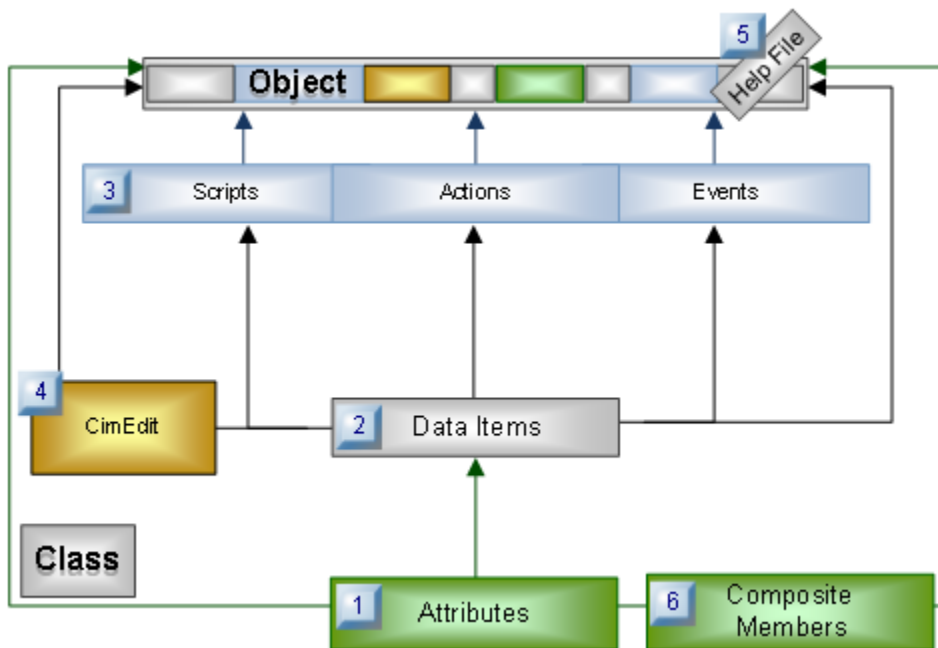 5
Help File
Object
3
Scripts
Actions
Events
4
CimEdit
2
Data Items
Class
1
Attributes
6
Composite
Members